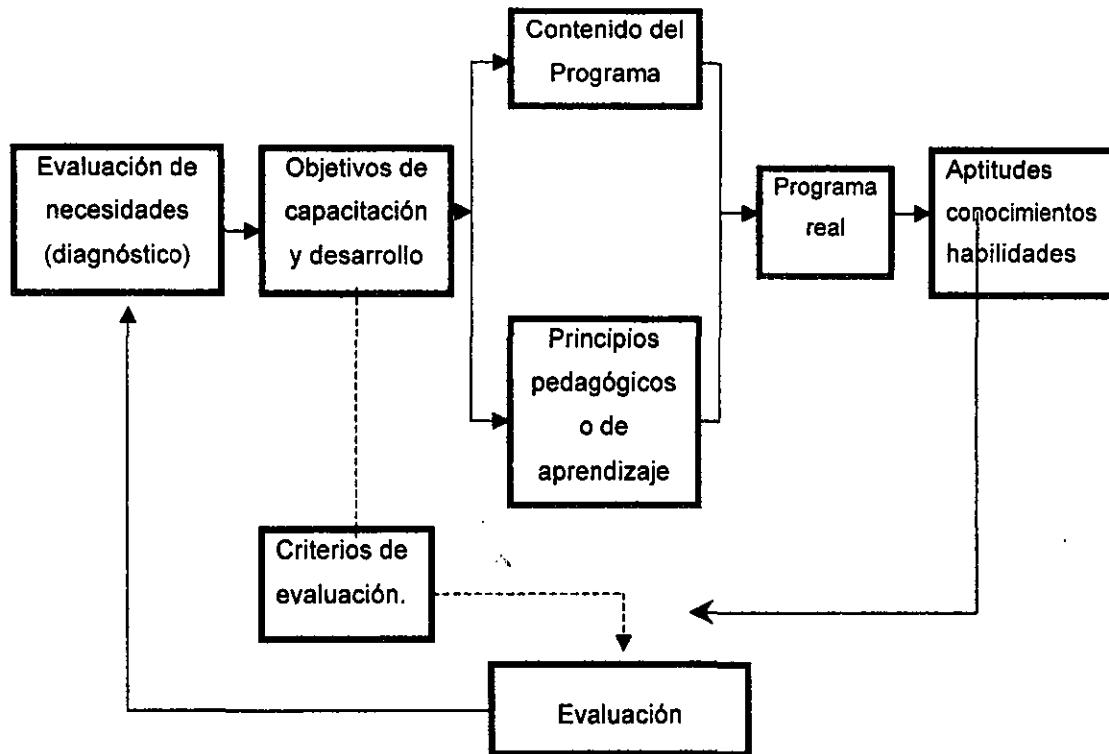 Contenido del
Programa
Evaluación de
necesidades
(diagnóstico)
Objetivos de
capacitación
y desarrollo
Programa
real
Aptitudes
conocimientos
habilidades
Principios
pedagógicos
o de
aprendizaje
Criterios de
evaluación.
Evaluación